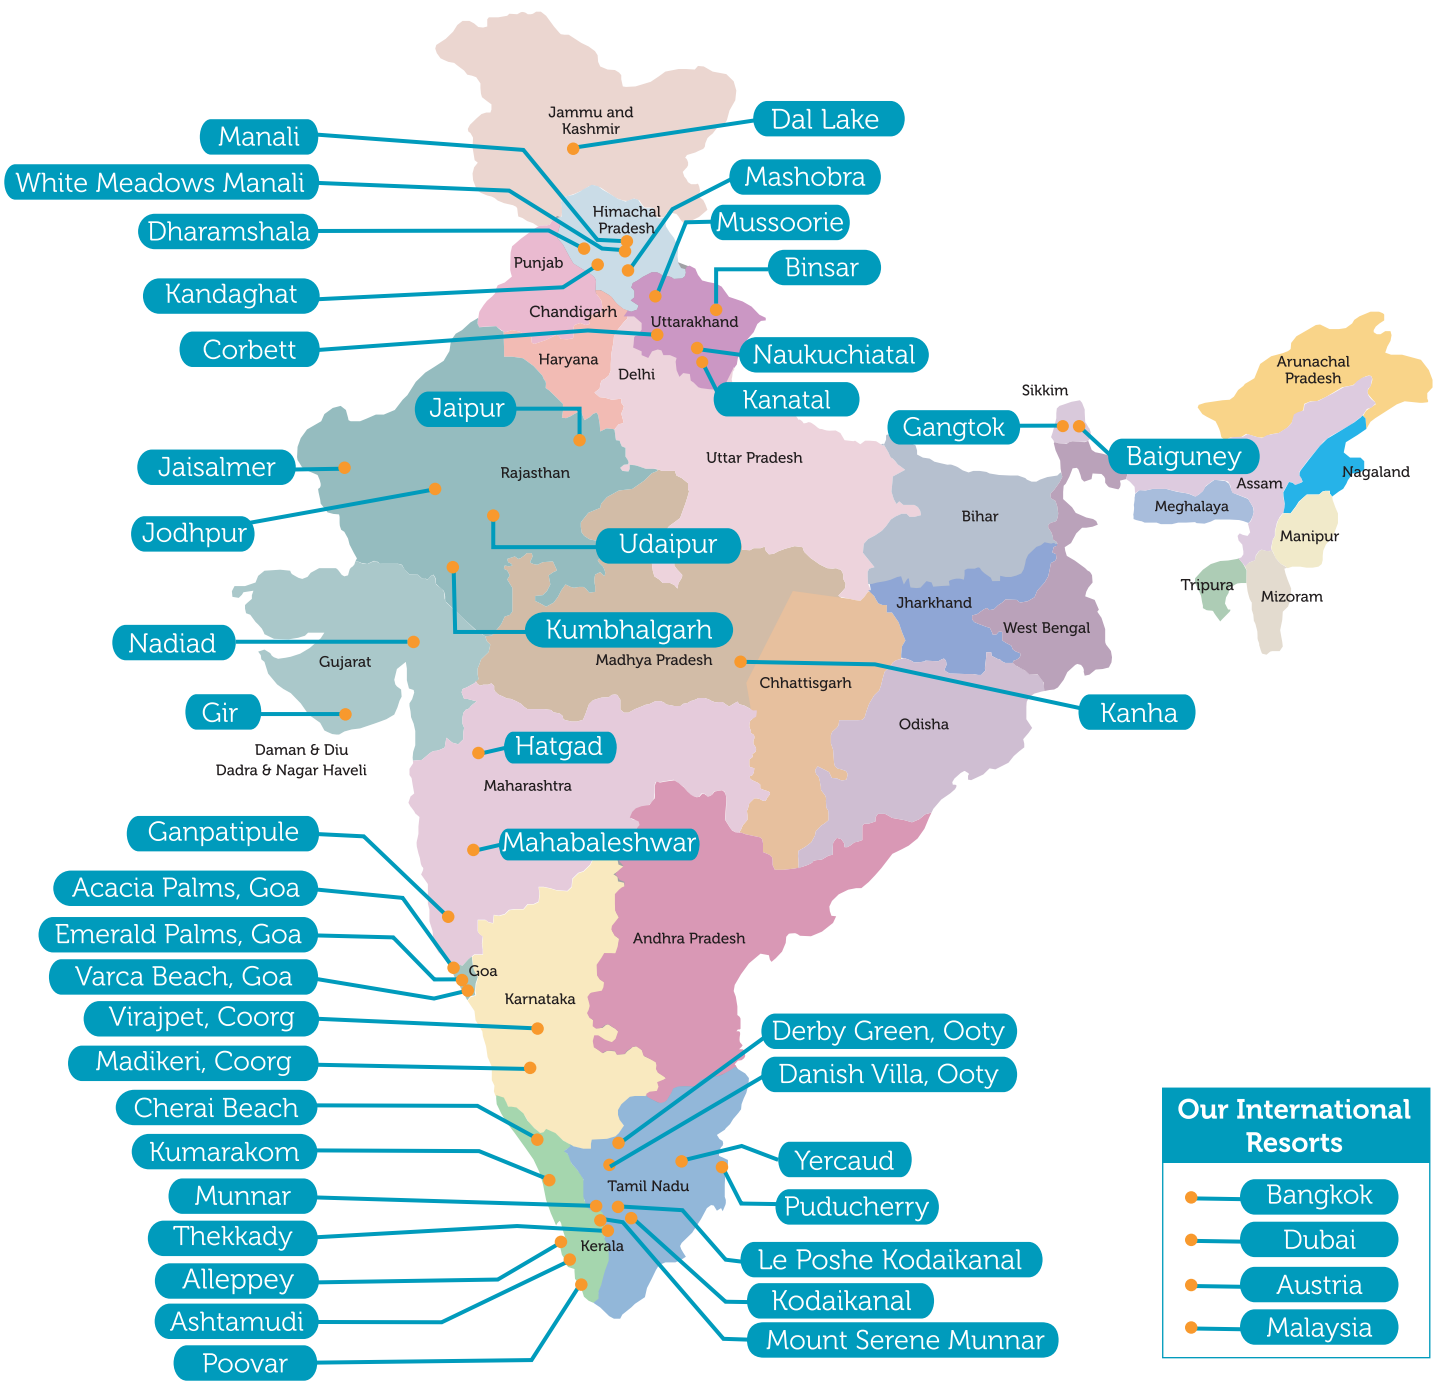 Jammu and
Kashmir
Dal Lake
Manali
White Meadows Manali
Mashobra
Himachal
Pradesh
Mussoorie
Dharamshala
Punjab
Binsar
Kandaghat
Chandigarh
Uttarakhand
Corbett
Haryana
Naukuchiatal
Delhi
Kanatal
Arunachal
Pradesh
Sikkim
Jaipur
Gangtok
Baiguney
Uttar Pradesh
Jaisalmer
Rajasthan
Nagaland
Assam
Meghalaya
Bihar
Jodhpur
Udaipur
Manipur
Tripura
Mizoram
Jharkhand
West Bengal
Kumbhalgarh
Nadiad
Gujarat
Madhya Pradesh
Chhattisgarh
Gir
Kanha
Odisha
Daman & Diu
Dadra & Nagar Haveli
Hatgad
Maharashtra
Ganpatipule
Mahabaleshwar
Acacia Palms, Goa
Emerald Palms, Goa
Andhra Pradesh
Varca Beach, Goa
Goa
Karnataka
Virajpet, Coorg
Derby Green, Ooty
Madikeri, Coorg
Danish Villa, Ooty
Cherai Beach
Kumarakom
Yercaud
Munnar
Tamil Nadu
Puducherry
Thekkady
Kerala
Le Poshe Kodaikanal
Alleppey
Kodaikanal
Ashtamudi
Mount Serene Munnar
Poovar
Our International
Resorts
Bangkok
Dubai
Austria
Malaysia